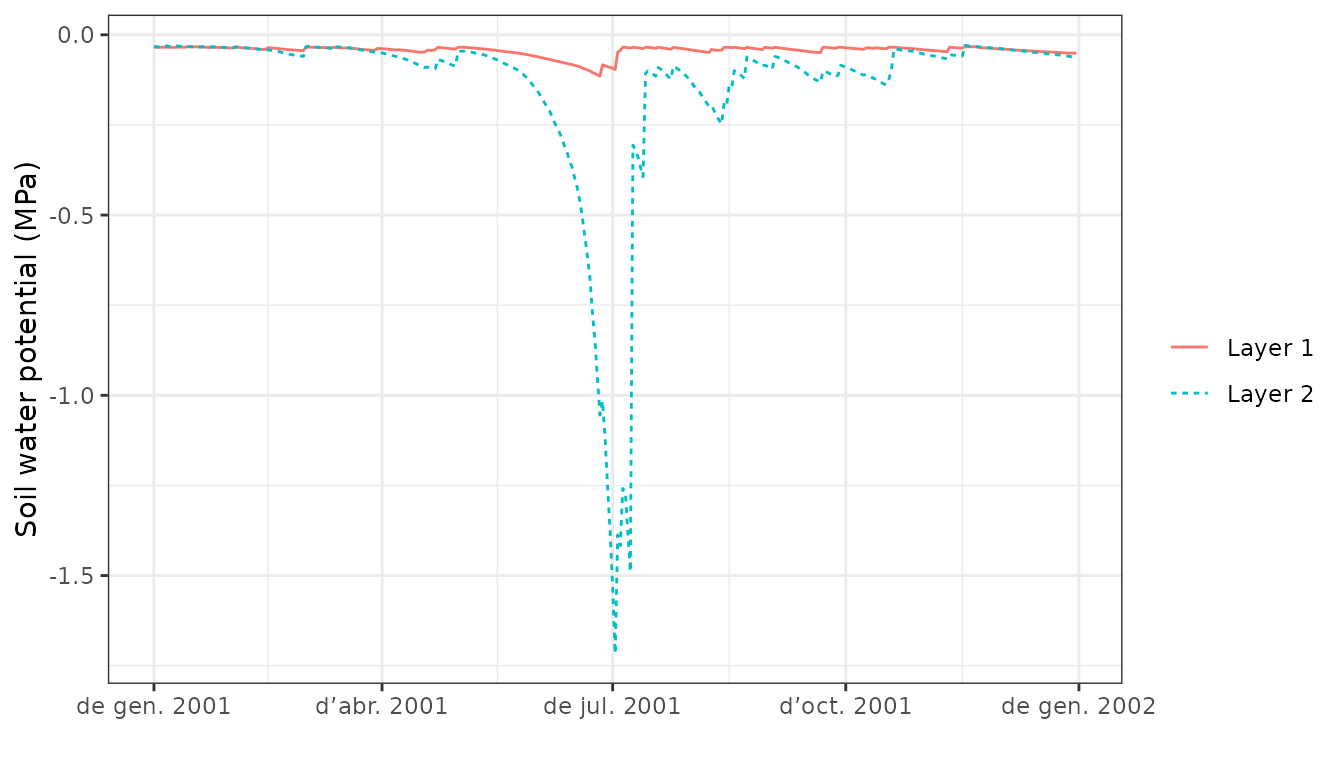 Soil water potential (MPa)
0.0
-0.5
-1.0
-1.5
de gen. 2001
d’abr. 2001
de jul. 2001
d’oct. 2001
de gen. 2002
Layer 1
Layer 2